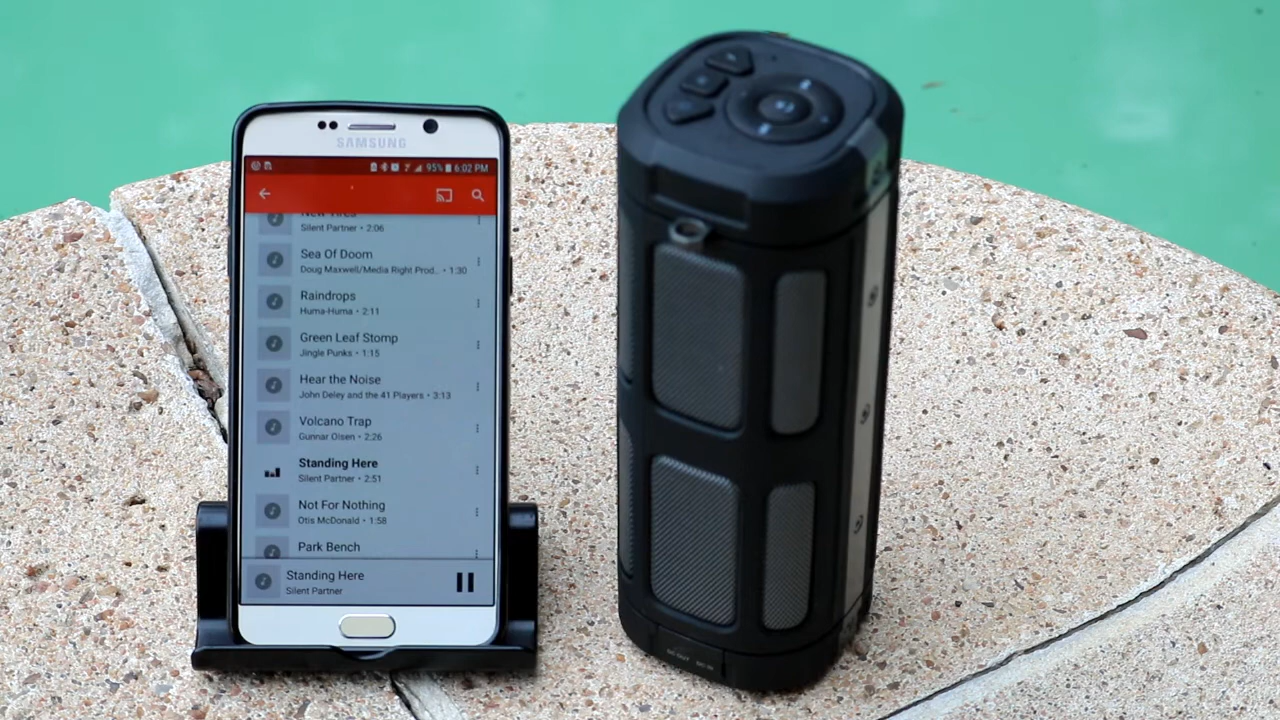 SAMSUNG
95% 6:02 PM
New Tires
Silent Partner • 2:06
Sea Of Doom
Doug Maxwell/Media Right Prod.. • 1:30
Raindrops
Huma-Huma • 2:11
Green Leaf Stomp
Jingle Punks • 1:15
Hear the Noise
John Deley and the 41 Players • 3:13
Volcano Trap
Gunnar Olsen • 2:26
Standing Here
Silent Partner • 2:51
Not For Nothing
Otis McDonald • 1:58
Park Bench
Standing Here
Silent Partner